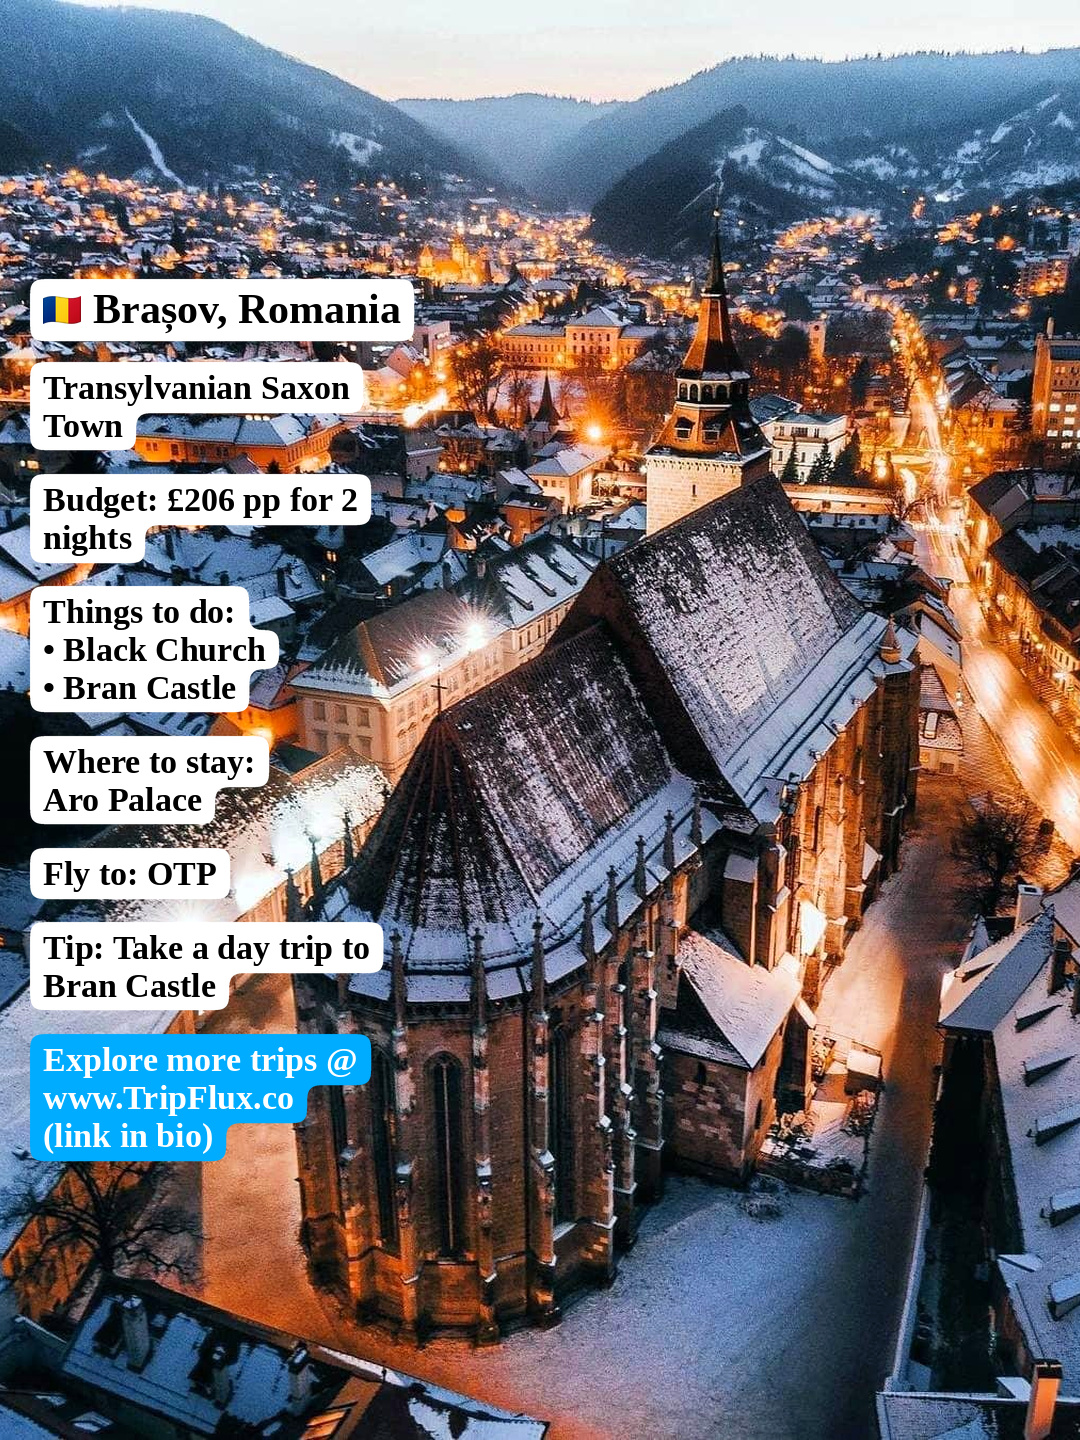 🇷🇴 Brașov, Romania
Transylvanian Saxon
Town
Budget: £206 pp for 2
nights
Things to do:
• Black Church
• Bran Castle
Where to stay:
Aro Palace
Fly to: OTP
Tip: Take a day trip to
Bran Castle
Explore more trips @
www.TripFlux.co
(link in bio)